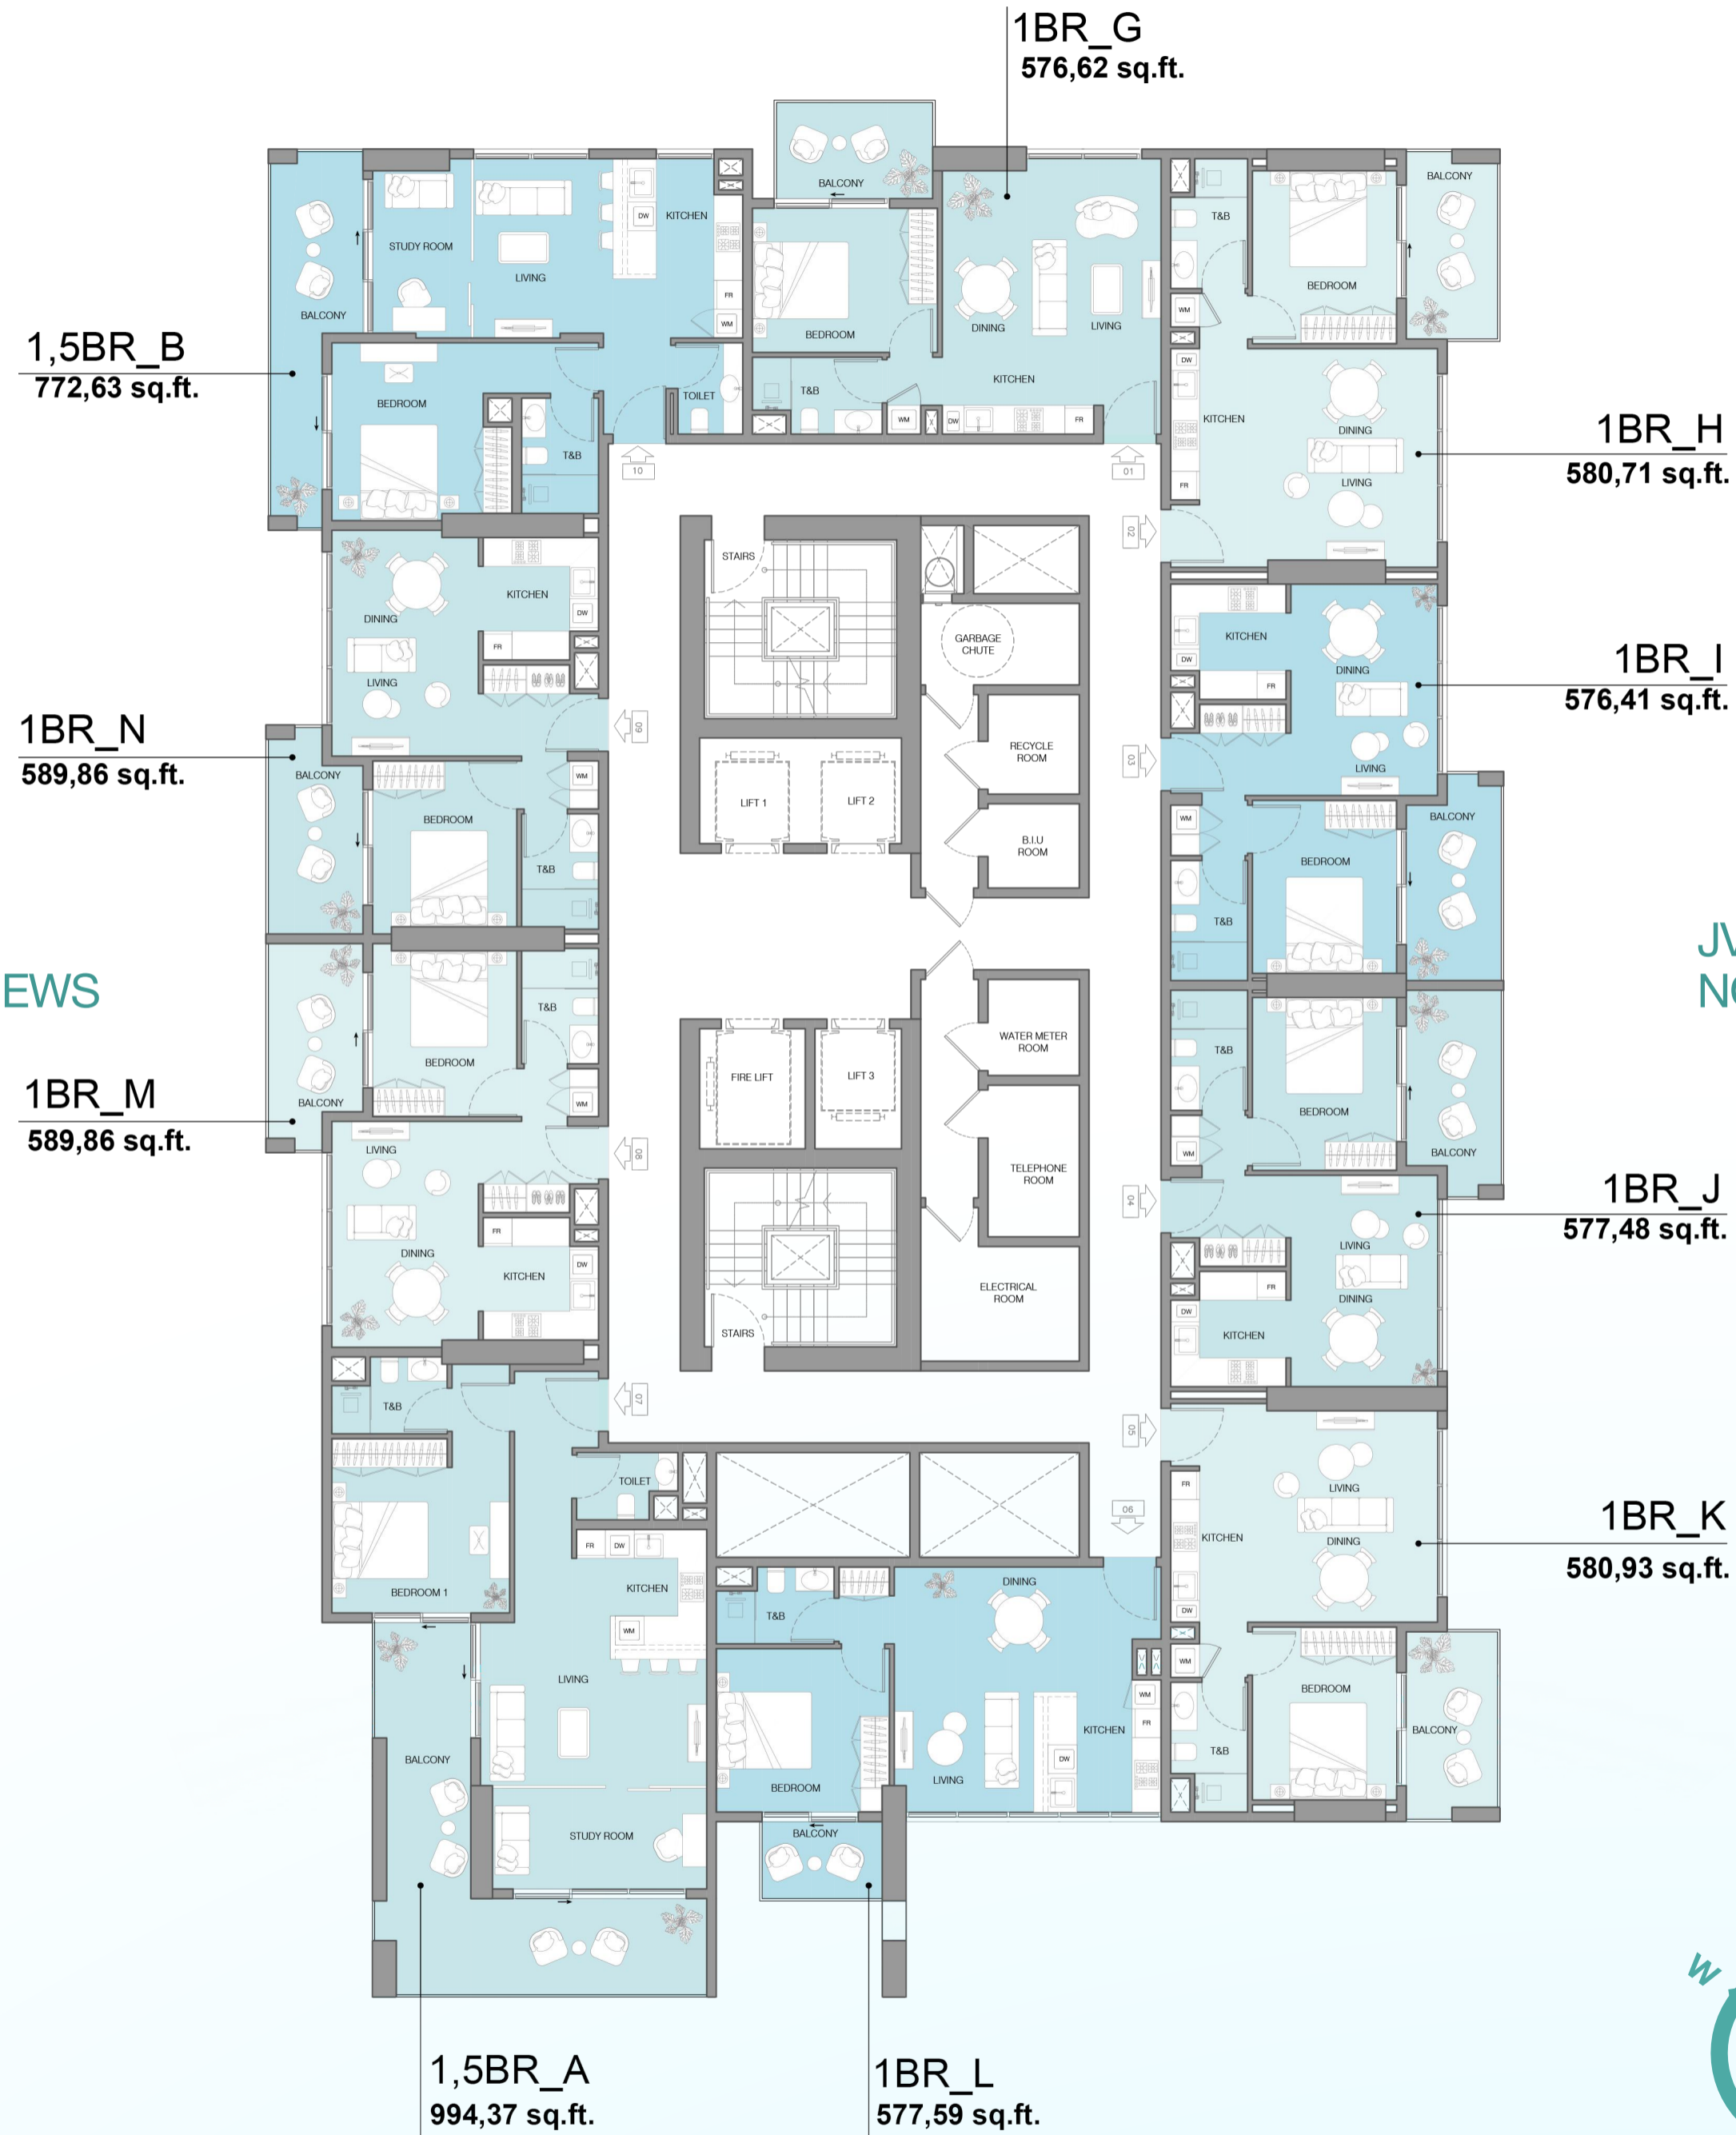 1BR_G
576,62 sq.ft.
BALCONY
BALCONY
STUDY ROOM
LIVING
KITCHEN
DW
FR
WM
BALCONY
BEDROOM
DINING
LIVING
T&B
KITCHEN
WM
DW
FR
T&B
BEDROOM
WM
1,5BR_B
772,63 sq.ft.
BEDROOM
TOILET
T&B
10
01
DW
KITCHEN
DINING
LIVING
FR
1BR_H
580,71 sq.ft.
02
STAIRS
KITCHEN
DW
DINING
FR
LIVING
GARBAGE
CHUTE
KITCHEN
DW
DINING
FR
LIVING
1BR_I
576,41 sq.ft.
09
03
1BR_N
589,86 sq.ft.
RECYCLE
ROOM
BALCONY
WM
BEDROOM
T&B
LIFT 1
LIFT 2
B.I.U
ROOM
WM
BALCONY
BEDROOM
T&B
EWS
JV
NO
T&B
BEDROOM
WM
BALCONY
WATER METER
ROOM
FIRE LIFT
LIFT 3
T&B
BEDROOM
WM
BALCONY
1BR_M
589,86 sq.ft.
08
TELEPHONE
ROOM
04
1BR_J
577,48 sq.ft.
LIVING
FR
DINING
DW
KITCHEN
LIVING
FR
DINING
DW
KITCHEN
ELECTRICAL
ROOM
STAIRS
07
05
T&B
TOILET
06
FR
LIVING
KITCHEN
DINING
DW
1BR_K
580,93 sq.ft.
FR
DW
KITCHEN
BEDROOM 1
WM
LIVING
DINING
T&B
WM
BEDROOM
BALCONY
T&B
WM
FR
KITCHEN
DW
LIVING
BEDROOM
BALCONY
STUDY ROOM
BALCONY
W
1,5BR_A
994,37 sq.ft.
1BR_L
577,59 sq.ft.